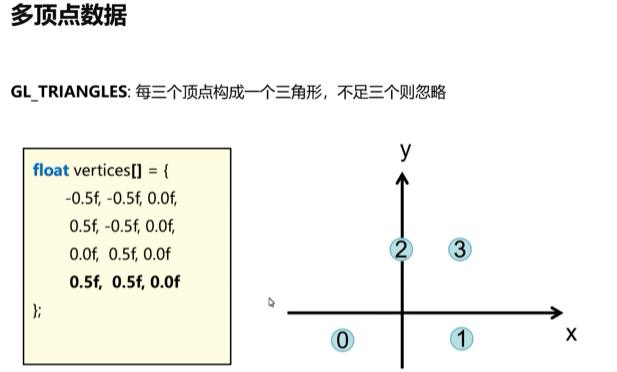 多顶点数据
GL_TRIANGLES: 每三个顶点构成一个三角形，不足三个则忽略
float vertices[] = {
-0.5f, -0.5f, 0.0f,
0.5f, -0.5f, 0.0f,
0.0f, 0.5f, 0.0f
0.5f, 0.5f, 0.0f
};
y
2 3
x
0 1